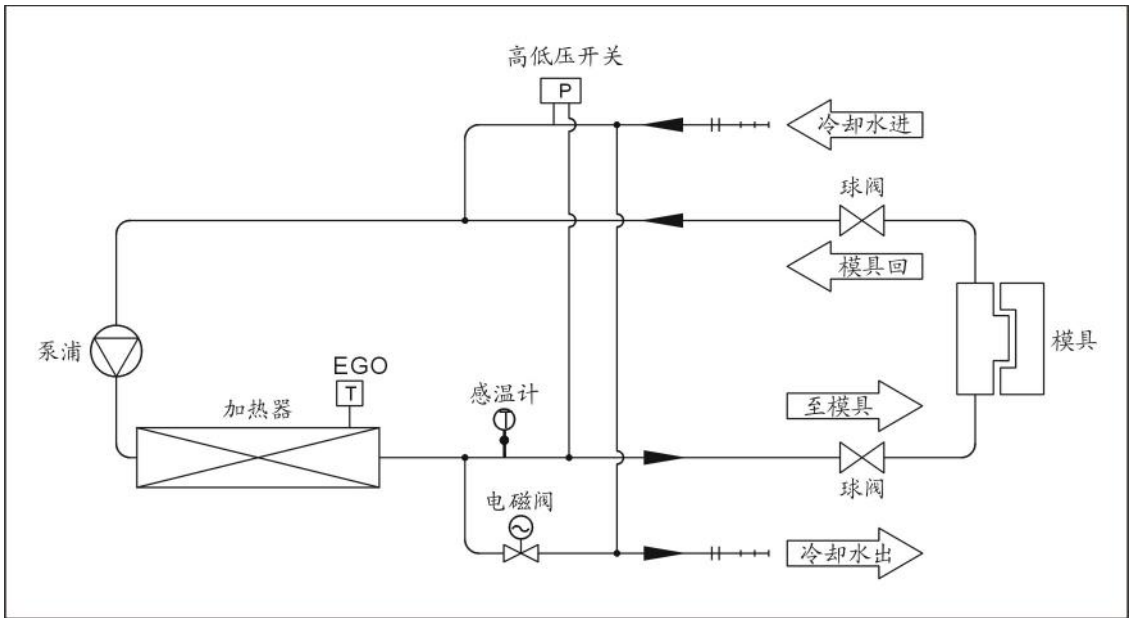 高低压开关
P
冷却水进
球阀
模具回
泵浦
EGO
T
加热器
感温计
T
模具
至模具
球阀
电磁阀
冷却水出